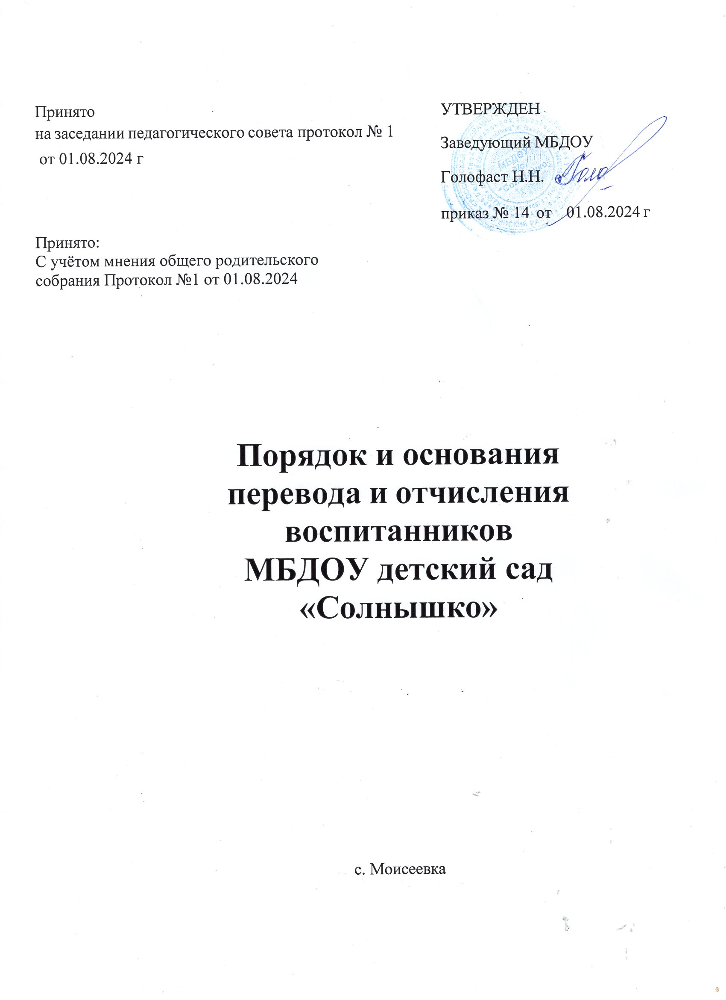 Принято
на заседании педагогического совета протокол № 1
от 01.08.2024 г
УТВЕРЖДЕН
Заведующий МБДОУ
Голофаст Н.Н.
приказ № 14 от 01.08.2024 г
Принято:
С учётом мнения общего родительского
собрания Протокол №1 от 01.08.2024
МБДОУ
"Солнышко"
Порядок и основания
перевода и отчисления
воспитанников
МБДОУ детский сад
«Солнышко»
с. Моисеевка